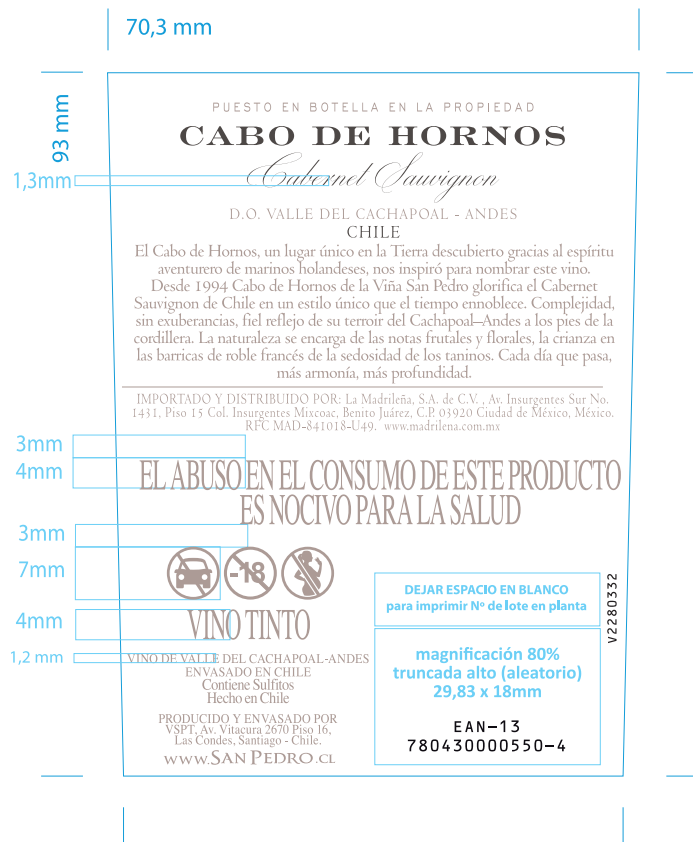 70,3 mm
93 mm
PUESTO EN BOTELLA EN LA PROPIEDAD
CABO DE HORNOS
1,3mm
Cabernet Sauvignon
D.O. VALLE DEL CACHAPOAL - ANDES
CHILE
El Cabo de Hornos, un lugar único en la Tierra descubierto gracias al espíritu
aventurero de marinos holandeses, nos inspiró para nombrar este vino.
Desde 1994 Cabo de Hornos de la Viña San Pedro glorifica el Cabernet
Sauvignon de Chile en un estilo único que el tiempo ennoblece. Complejidad,
sin exuberancias, fiel reflejo de su terroir del Cachapoal–Andes a los pies de la
cordillera. La naturaleza se encarga de las notas frutales y florales, la crianza en
las barricas de roble francés de la sedosidad de los taninos. Cada día que pasa,
más armonía, más profundidad.
IMPORTADO Y DISTRIBUIDO POR: La Madrileña, S.A. de C.V. , Av. Insurgentes Sur No.
1431, Piso 15 Col. Insurgentes Mixcoac, Benito Juárez, C.P. 03920 Ciudad de México, México.
RFC MAD-841018-U49. www.madrilena.com.mx
3mm
4mm
EL ABUSO EN EL CONSUMO DE ESTE PRODUCTO
ES NOCIVO PARA LA SALUD
3mm
7mm
-18
4mm
VINO TINTO
1,2 mm
VINO DE VALLE DEL CACHAPOAL-ANDES
ENVASADO EN CHILE
Contiene Sulfitos
Hecho en Chile
PRODUCIDO Y ENVASADO POR
VSPT, Av. Vitacura 2670 Piso 16,
Las Condes, Santiago - Chile.
www.SAN PEDRO.CL
DEJAR ESPACIO EN BLANCO
para imprimir Nº de lote en planta
V2280332
magnificación 80%
truncada alto (aleatorio)
29,83 x 18mm
EAN-13
780430000550-4